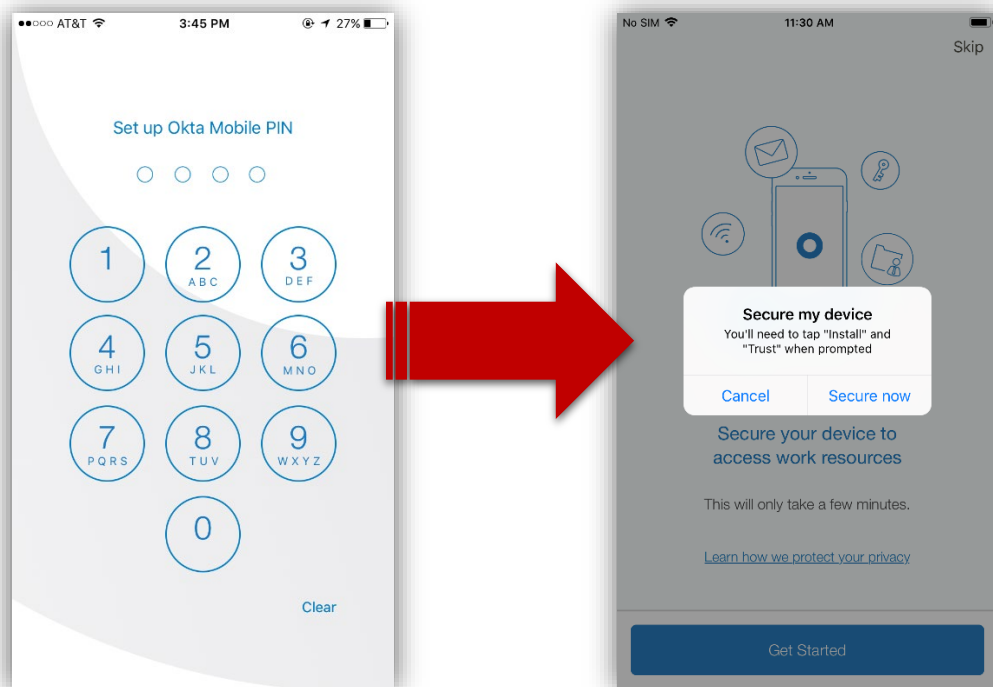 AT&T 3:45 PM 27%
Set up Okta Mobile PIN
1 2 3
ABC DEF
4 5 6
GHI JKL MNO
7 8 9
PQRS TUV WXYZ
0
Clear
No SIM 11:30 AM
Skip
Secure my device
You'll need to tap "Install" and
"Trust" when prompted
Cancel Secure now
Secure your device to
access work resources
This will only take a few minutes.
Learn how we protect your privacy
Get Started